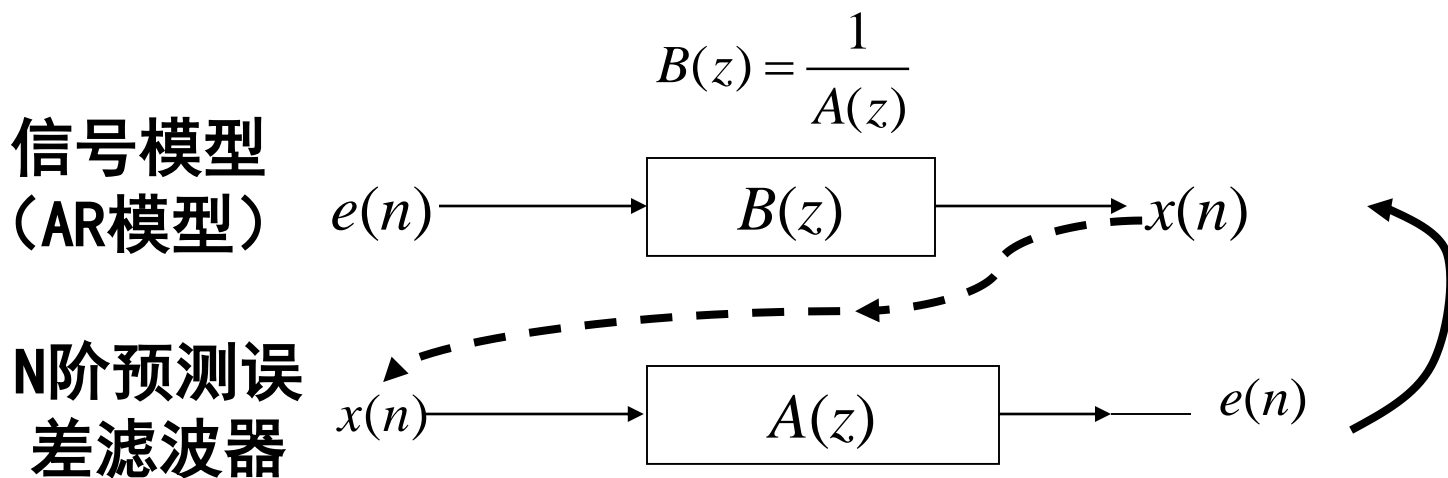 B(z) = 1/A(z)
信号模型
（AR模型）
e(n)
B(z)
x(n)
N阶预测误
差滤波器
x(n)
A(z)
e(n)